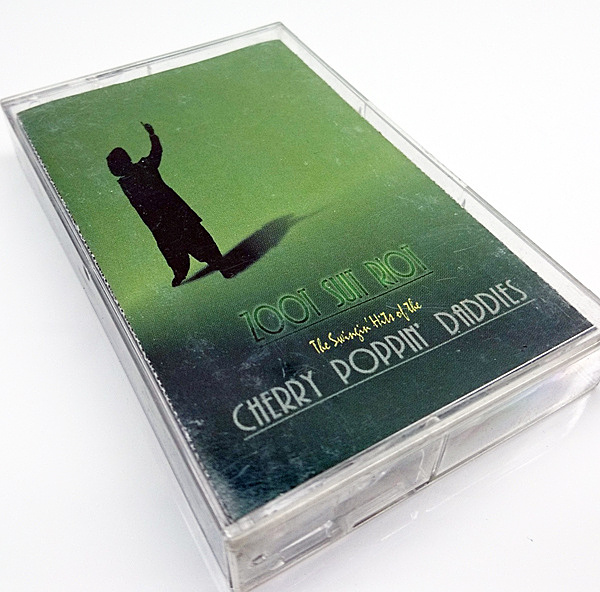 ZOOT SUIT RIOT
The Swingin' Hits of the
CHERRY POPPIN' DADDIES